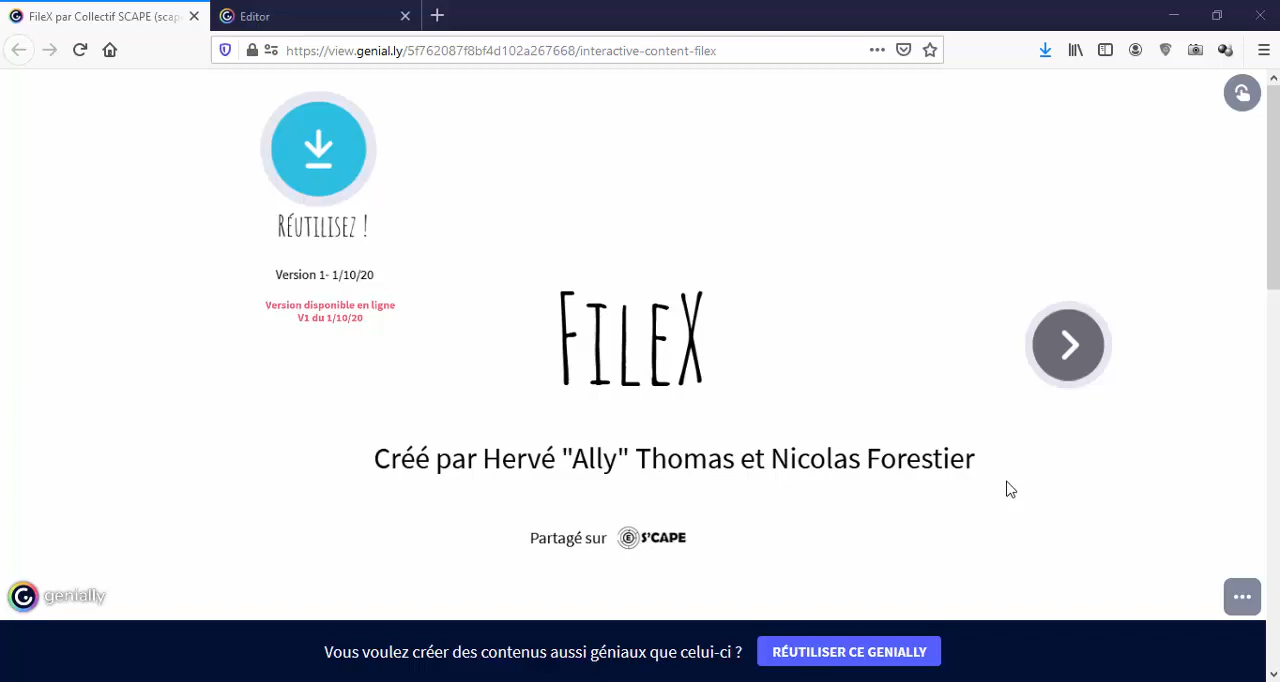 FileX par Collectif SCAPE (scape
Editor
https://view.genial.ly/5f762087f8bf4d102a267668/interactive-content-filex
RÉUTILISEZ !
Version 1- 1/10/20
Version disponible en ligne
V1 du 1/10/20
FILEX
Créé par Hervé "Ally" Thomas et Nicolas Forestier
Partagé sur S'CAPE
genially
Vous voulez créer des contenus aussi géniaux que celui-ci ? RÉUTILISER CE GENIALLY